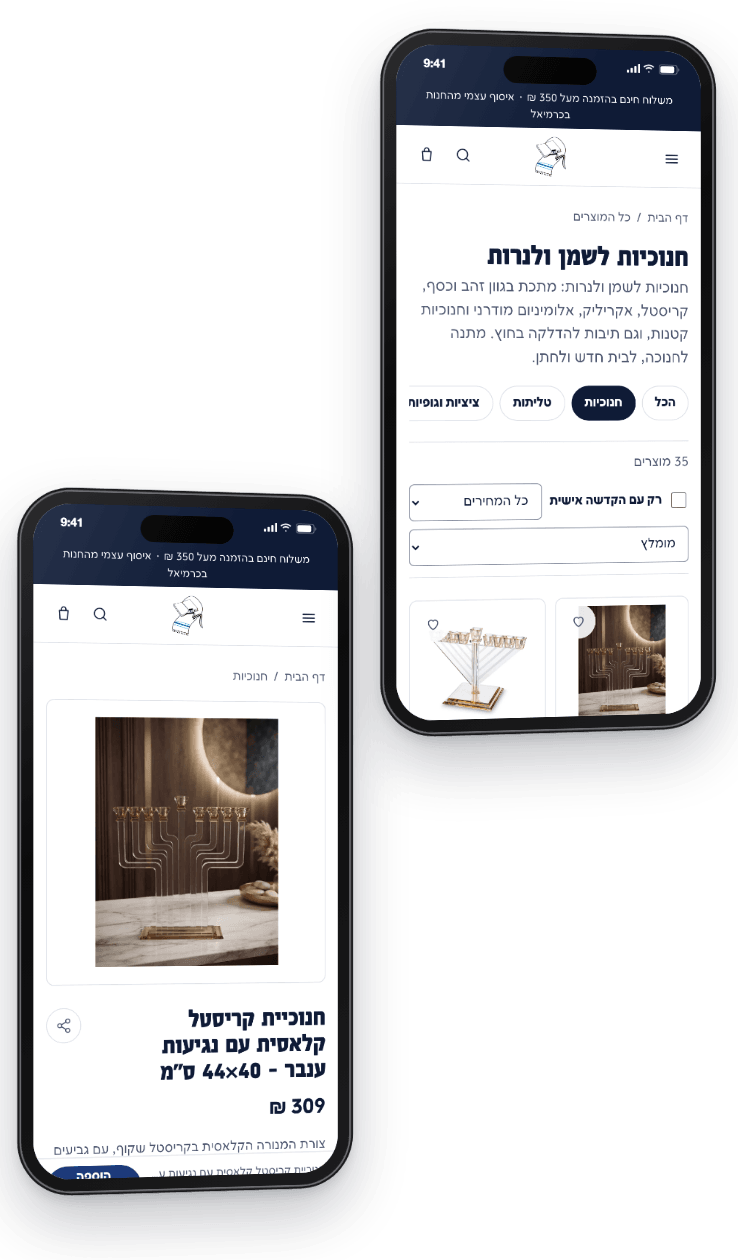 9:41
משלוח חינם בהזמנה מעל 350 ₪ · איסוף עצמי מהחנות
בכרמיאל
דף הבית / כל המוצרים
חנוכיות לשמן ולנרות
חנוכיות לשמן ולנרות: מתכת בגוון זהב וכסף,
קריסטל, אקריליק, אלומיניום מודרני וחנוכיות
קטנות, וגם תיבות להדלקה בחוץ. מתנה
לחנוכה, לבית חדש ולחתן.
הכל
חנוכיות
טליתות
ציציות וגופיות
35 מוצרים
רק עם הקדשה אישית
כל המחירים
מומלץ
9:41
משלוח חינם בהזמנה מעל 350 ₪ · איסוף עצמי מהחנות
בכרמיאל
דף הבית / חנוכיות
חנוכיית קריסטל
קלאסית עם נגיעות
ענבר - 40×44 ס״מ
309 ₪
צורת המנורה הקלאסית בקריסטל שקוף, עם גביעים
קריסטל קלאסית עם נגיעות
הוספה